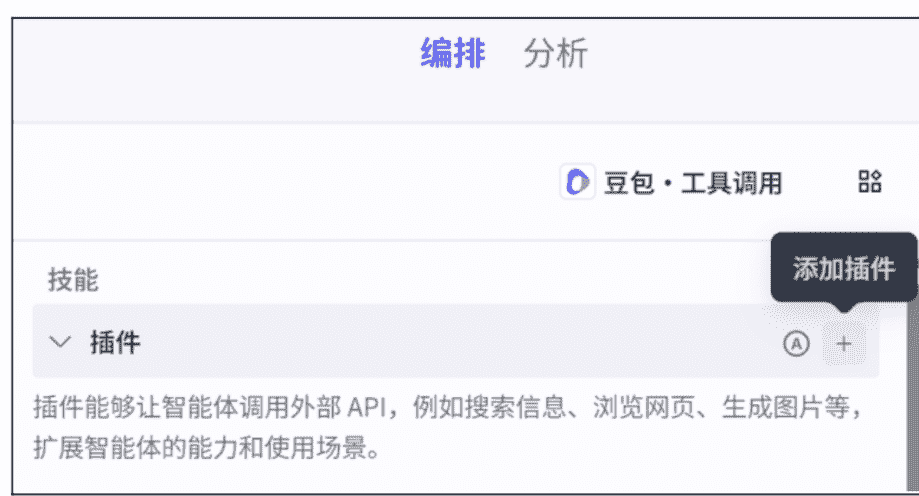 编排 分析
豆包·工具调用
添加插件
技能
插件
A +
插件能够让智能体调用外部 API，例如搜索信息、浏览网页、生成图片等，
扩展智能体的能力和使用场景。